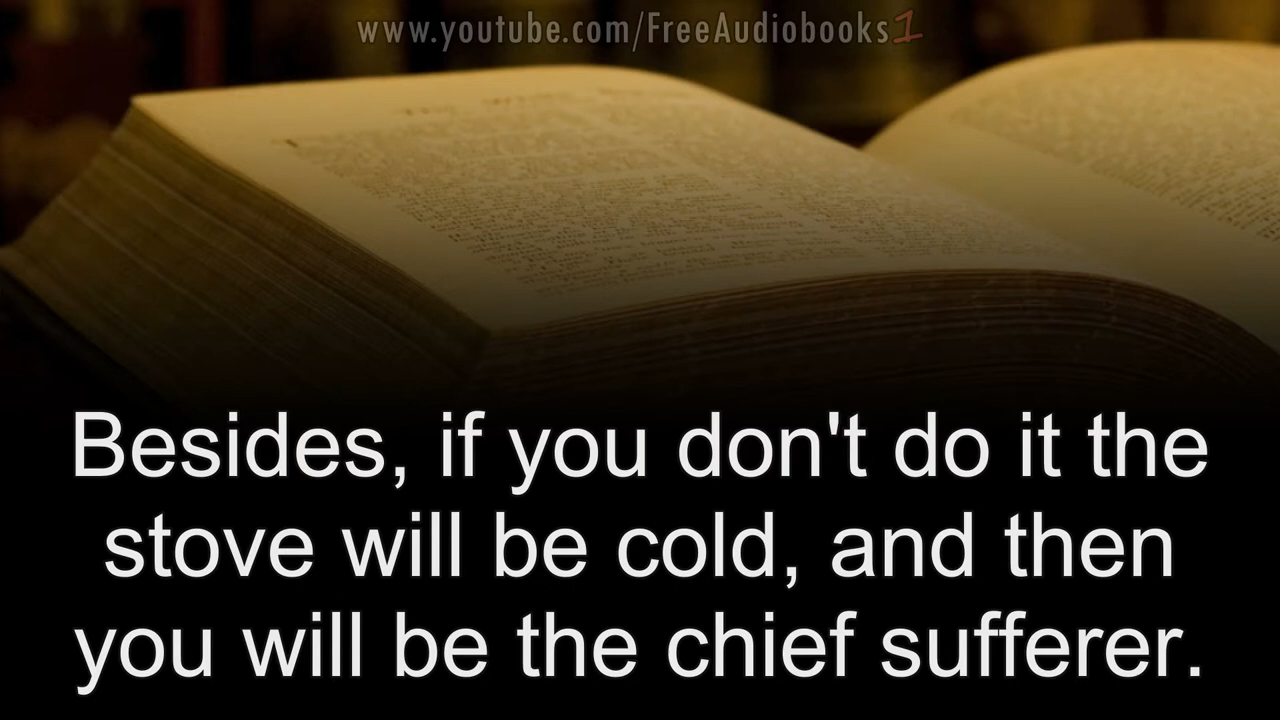 www.youtube.com/FreeAudiobooks1
Besides, if you don't do it the
stove will be cold, and then
you will be the chief sufferer.